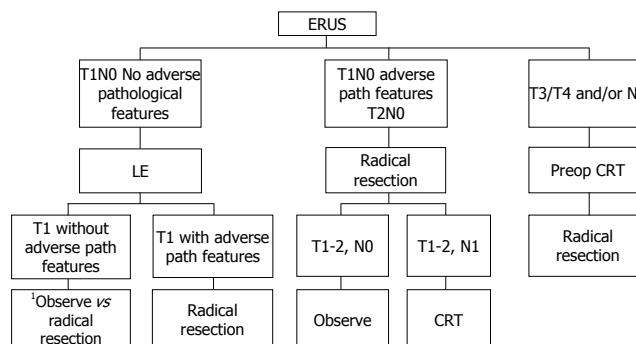 ERUS
T1N0 No adverse
pathological
features
T1N0 adverse
path features
T2N0
T3/T4 and/or N
LE
Radical
resection
Preop CRT
T1 without
adverse path
features
T1 with adverse
path features
T1-2, N0
T1-2, N1
Radical
resection
¹Observe vs
radical
resection
Radical
resection
Observe
CRT